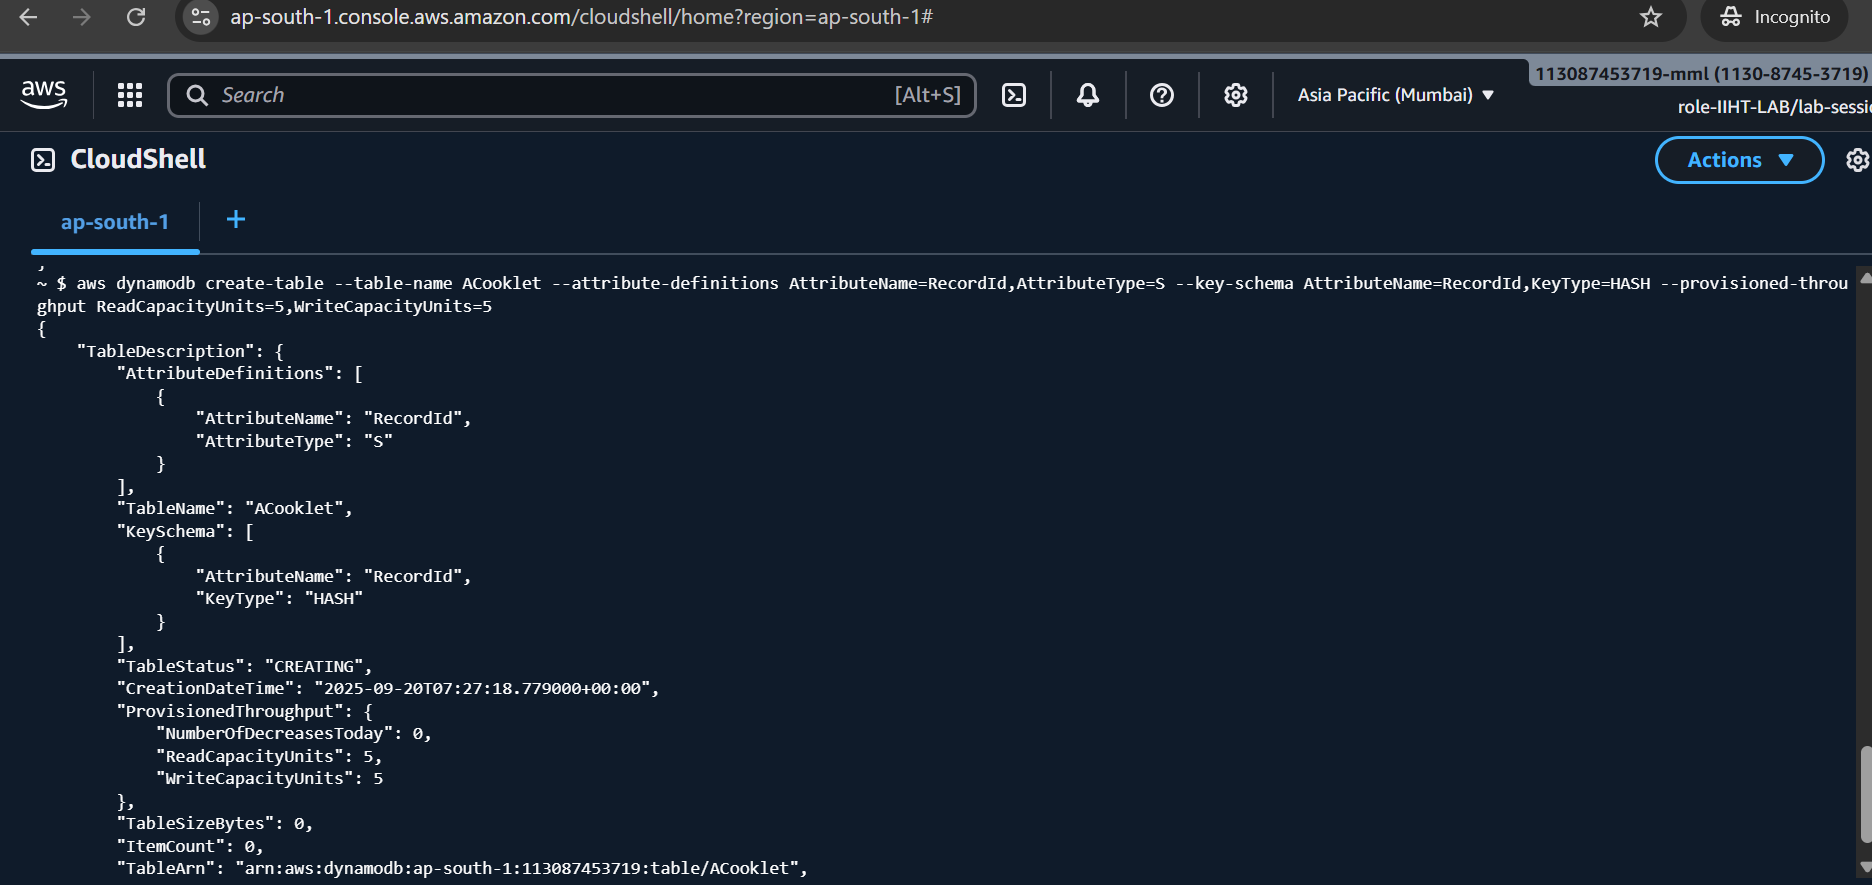 ap-south-1.console.aws.amazon.com/cloudshell/home?region=ap-south-1#
Incognito
aws
Search
[Alt+S]
Asia Pacific (Mumbai)
113087453719-mml (1130-8745-3719)
role-IIHT-LAB/lab-sessi
CloudShell
Actions
ap-south-1
+
~ $ aws dynamodb create-table --table-name ACooklet --attribute-definitions AttributeName=RecordId,AttributeType=S --key-schema AttributeName=RecordId,KeyType=HASH --provisioned-throu
ghput ReadCapacityUnits=5,WriteCapacityUnits=5
{
"TableDescription": {
"AttributeDefinitions": [
{
"AttributeName": "RecordId",
"AttributeType": "S"
}
],
"TableName": "ACooklet",
"KeySchema": [
{
"AttributeName": "RecordId",
"KeyType": "HASH"
}
],
"TableStatus": "CREATING",
"CreationDateTime": "2025-09-20T07:27:18.779000+00:00",
"ProvisionedThroughput": {
"NumberOfDecreasesToday": 0,
"ReadCapacityUnits": 5,
"WriteCapacityUnits": 5
},
"TableSizeBytes": 0,
"ItemCount": 0,
"TableArn": "arn:aws:dynamodb:ap-south-1:113087453719:table/ACooklet",